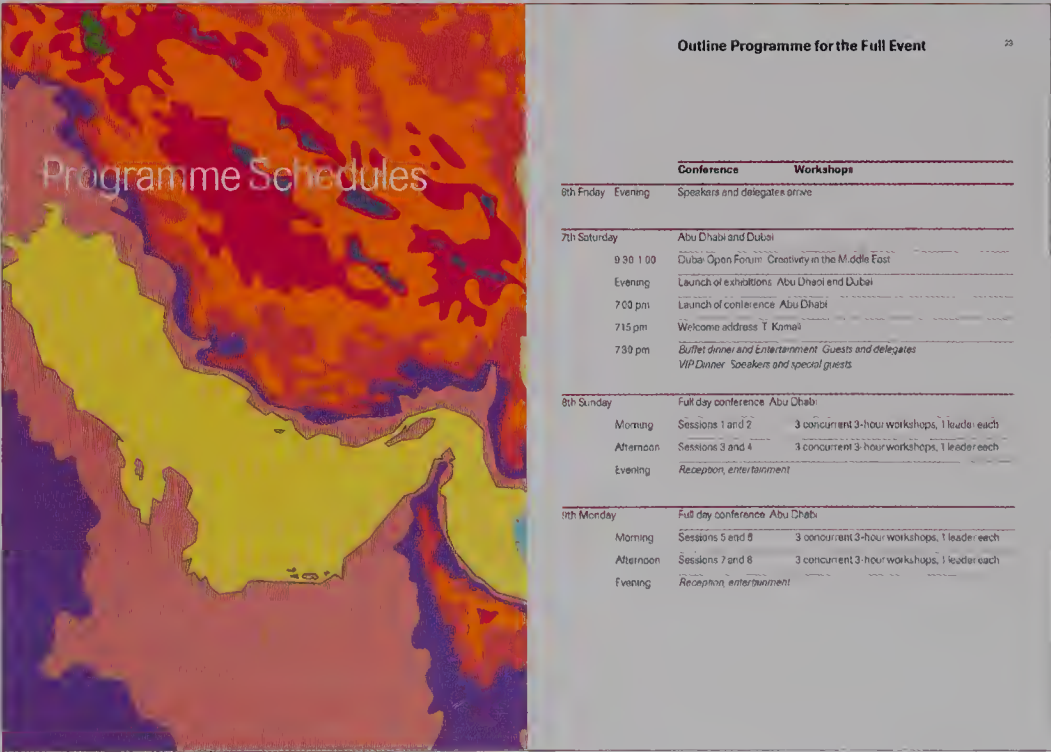 Programme Schedules
Outline Programme for the Full Event
23
Conference Workshops
6th Friday Evening Speakers and delegates arrive
7th Saturday Abu Dhabi and Dubai
9 30 1 00 Dubai Open Forum Creativity in the Middle East
Evening Launch of exhibitions Abu Dhabi and Dubai
7 00 pm Launch of conference Abu Dhabi
7 15 pm Welcome address T Kamali
7 30 pm Buffet dinner and Entertainment Guests and delegates
VIP Dinner Speakers and special guests
8th Sunday Full day conference Abu Dhabi
Morning Sessions 1 and 2 3 concurrent 3-hour workshops, 1 leader each
Afternoon Sessions 3 and 4 3 concurrent 3-hour workshops, 1 leader each
Evening Reception, entertainment
9th Monday Full day conference Abu Dhabi
Morning Sessions 5 and 6 3 concurrent 3-hour workshops, 1 leader each
Afternoon Sessions 7 and 8 3 concurrent 3-hour workshops, 1 leader each
Evening Reception, entertainment